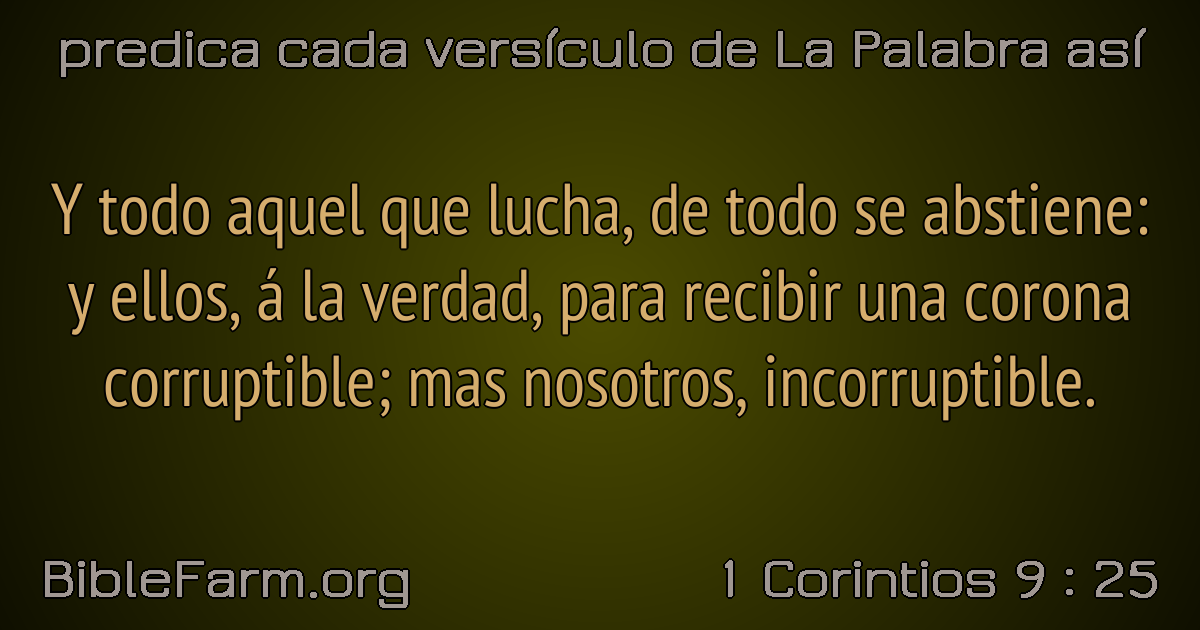 predica cada versículo de La Palabra así
Y todo aquel que lucha, de todo se abstiene:
y ellos, á la verdad, para recibir una corona
corruptible; mas nosotros, incorruptible.
BibleFarm.org
1 Corintios 9 : 25